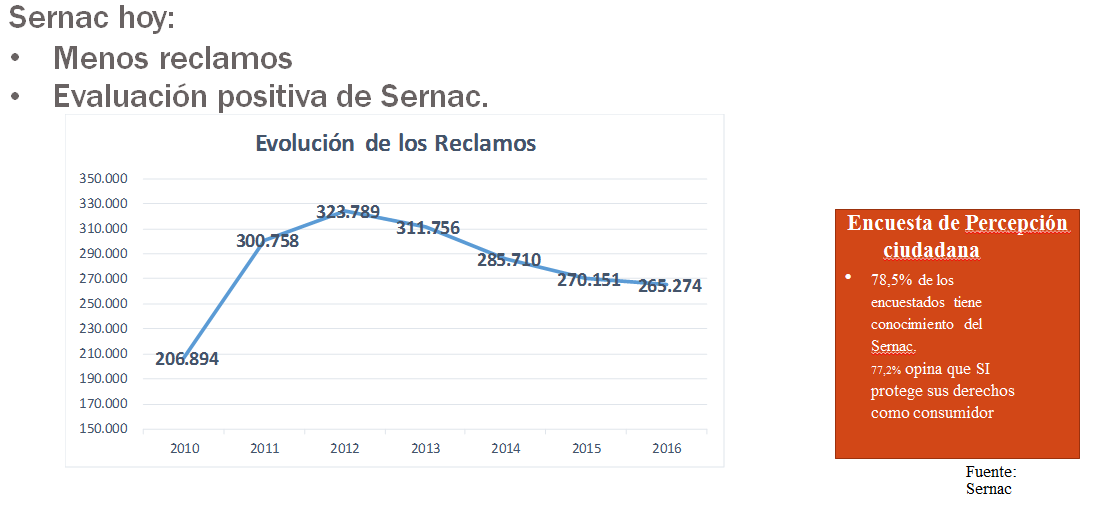 Sernac hoy:
• Menos reclamos
• Evaluación positiva de Sernac.
Evolución de los Reclamos
350.000
330.000
310.000
290.000
270.000
250.000
230.000
210.000
190.000
170.000
150.000
206.894
300.758
323.789
311.756
285.710
270.151
265.274
2010 2011 2012 2013 2014 2015 2016
Encuesta de Percepción
ciudadana
• 78,5% de los
encuestados tiene
conocimiento del
Sernac.
77,2% opina que SI
protege sus derechos
como consumidor
Fuente:
Sernac